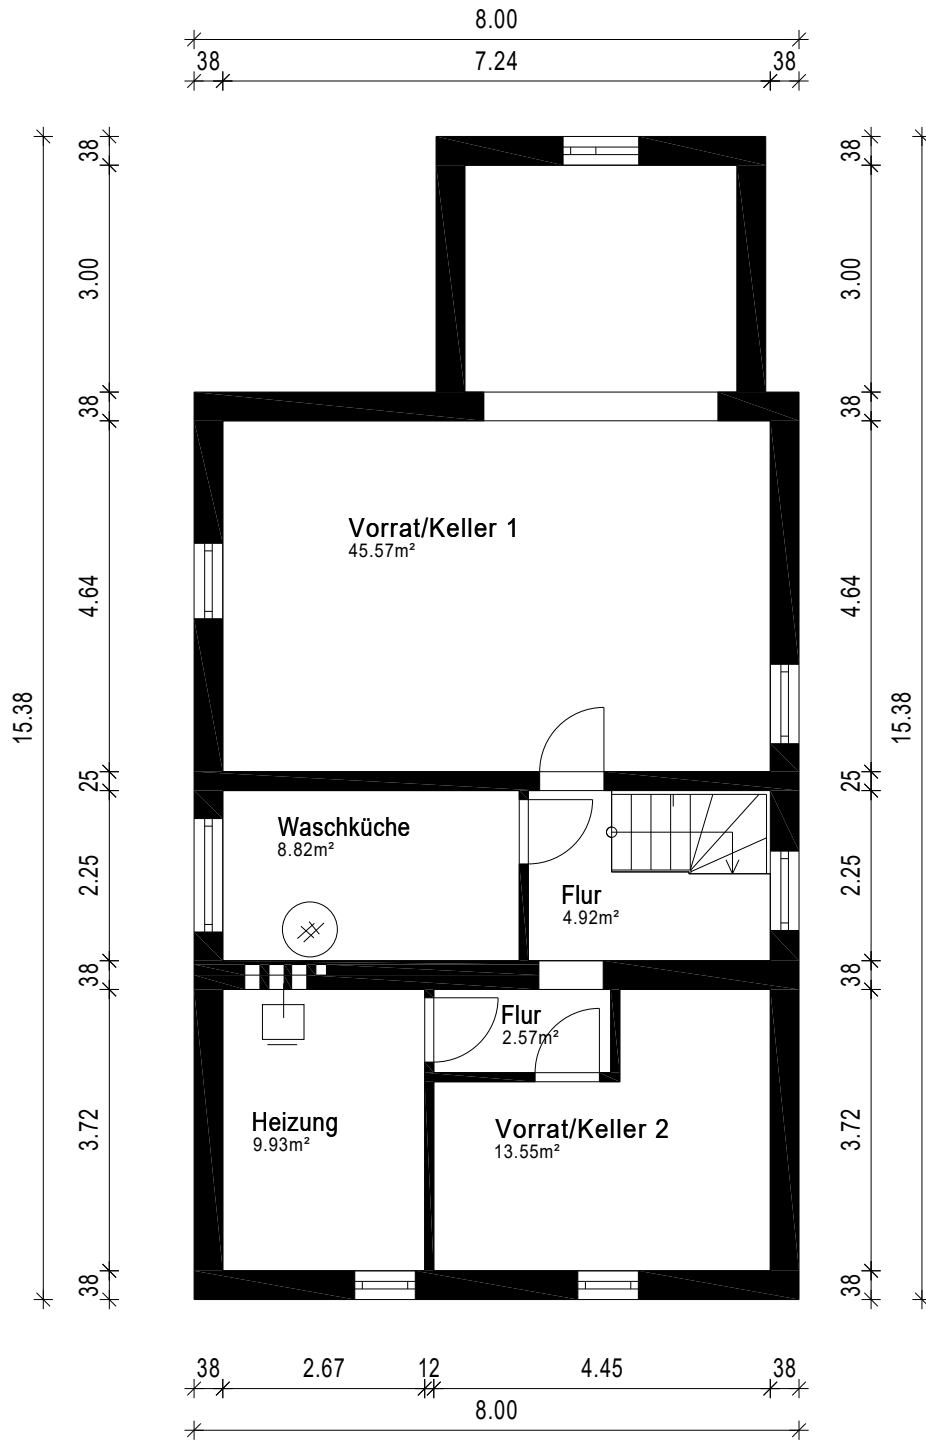 8.00
38 7.24 38
38
3.00
38
4.64
25
2.25
38
3.72
38
15.38
38
3.00
38
4.64
25
2.25
38
3.72
38
15.38
Vorrat/Keller 1
45.57m²
Waschküche
8.82m²
Flur
4.92m²
Flur
2.57m²
Heizung
9.93m²
Vorrat/Keller 2
13.55m²
38 2.67 12 4.45 38
8.00